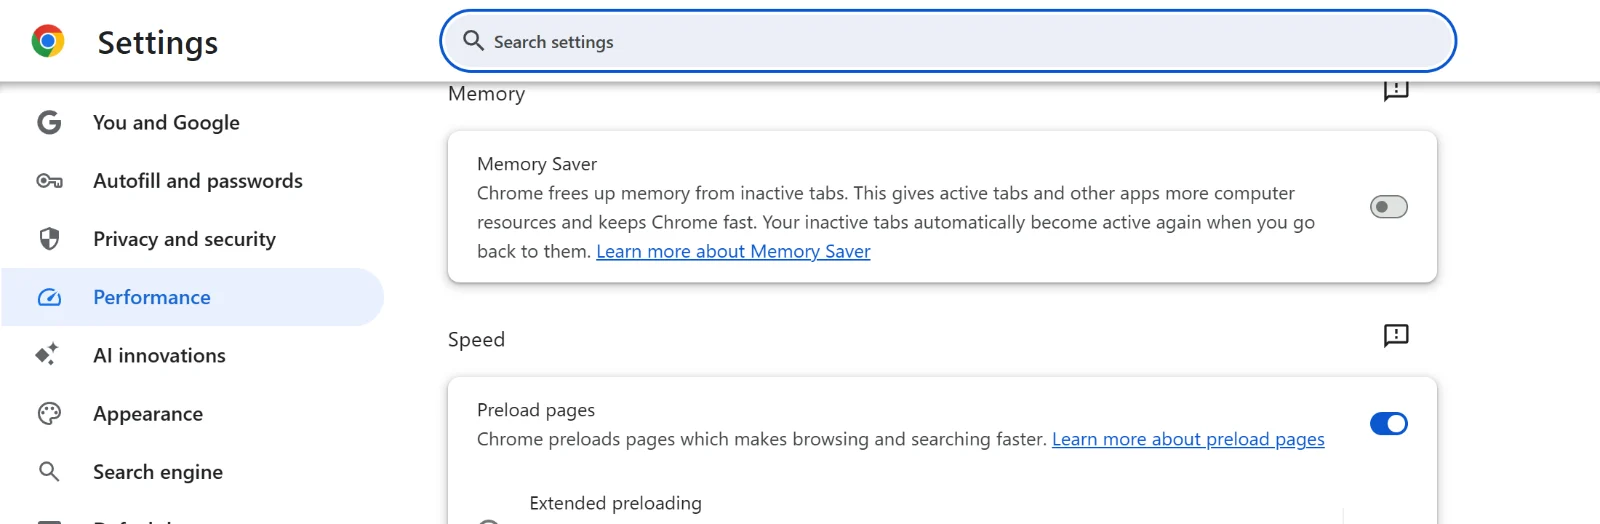 Settings
Search settings
You and Google
Autofill and passwords
Privacy and security
Performance
AI innovations
Appearance
Search engine
Memory
Memory Saver
Chrome frees up memory from inactive tabs. This gives active tabs and other apps more computer
resources and keeps Chrome fast. Your inactive tabs automatically become active again when you go
back to them. Learn more about Memory Saver
Speed
Preload pages
Chrome preloads pages which makes browsing and searching faster. Learn more about preload pages
Extended preloading